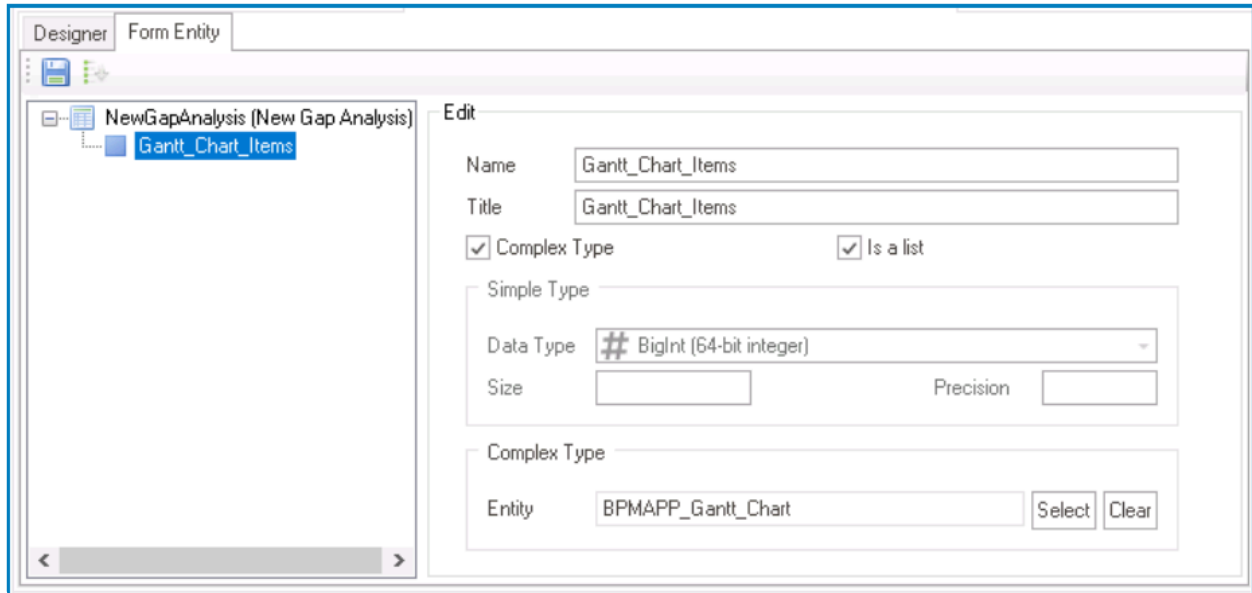 Designer Form Entity
NewGapAnalysis (New Gap Analysis)
Gantt_Chart_Items
Edit
Name Gantt_Chart_Items
Title Gantt_Chart_Items
Complex Type Is a list
Simple Type
Data Type # BigInt (64-bit integer)
Size Precision
Complex Type
Entity BPMAPP_Gantt_Chart Select Clear